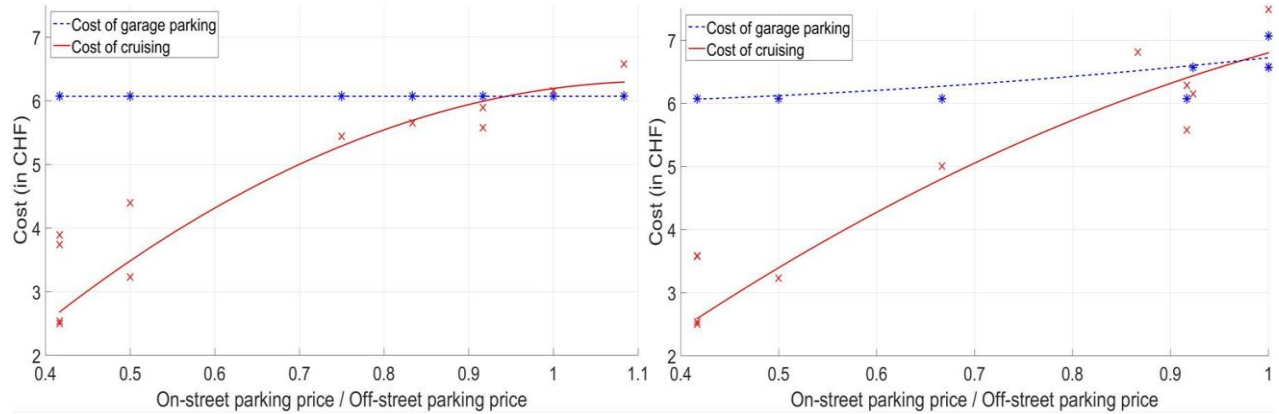 Cost of garage parking
Cost of cruising
7
6
5
4
3
2
Cost (in CHF)
0.4 0.5 0.6 0.7 0.8 0.9 1 1.1
On-street parking price / Off-street parking price
Cost of garage parking
Cost of cruising
7
6
5
4
3
2
Cost (in CHF)
0.4 0.5 0.6 0.7 0.8 0.9 1
On-street parking price / Off-street parking price